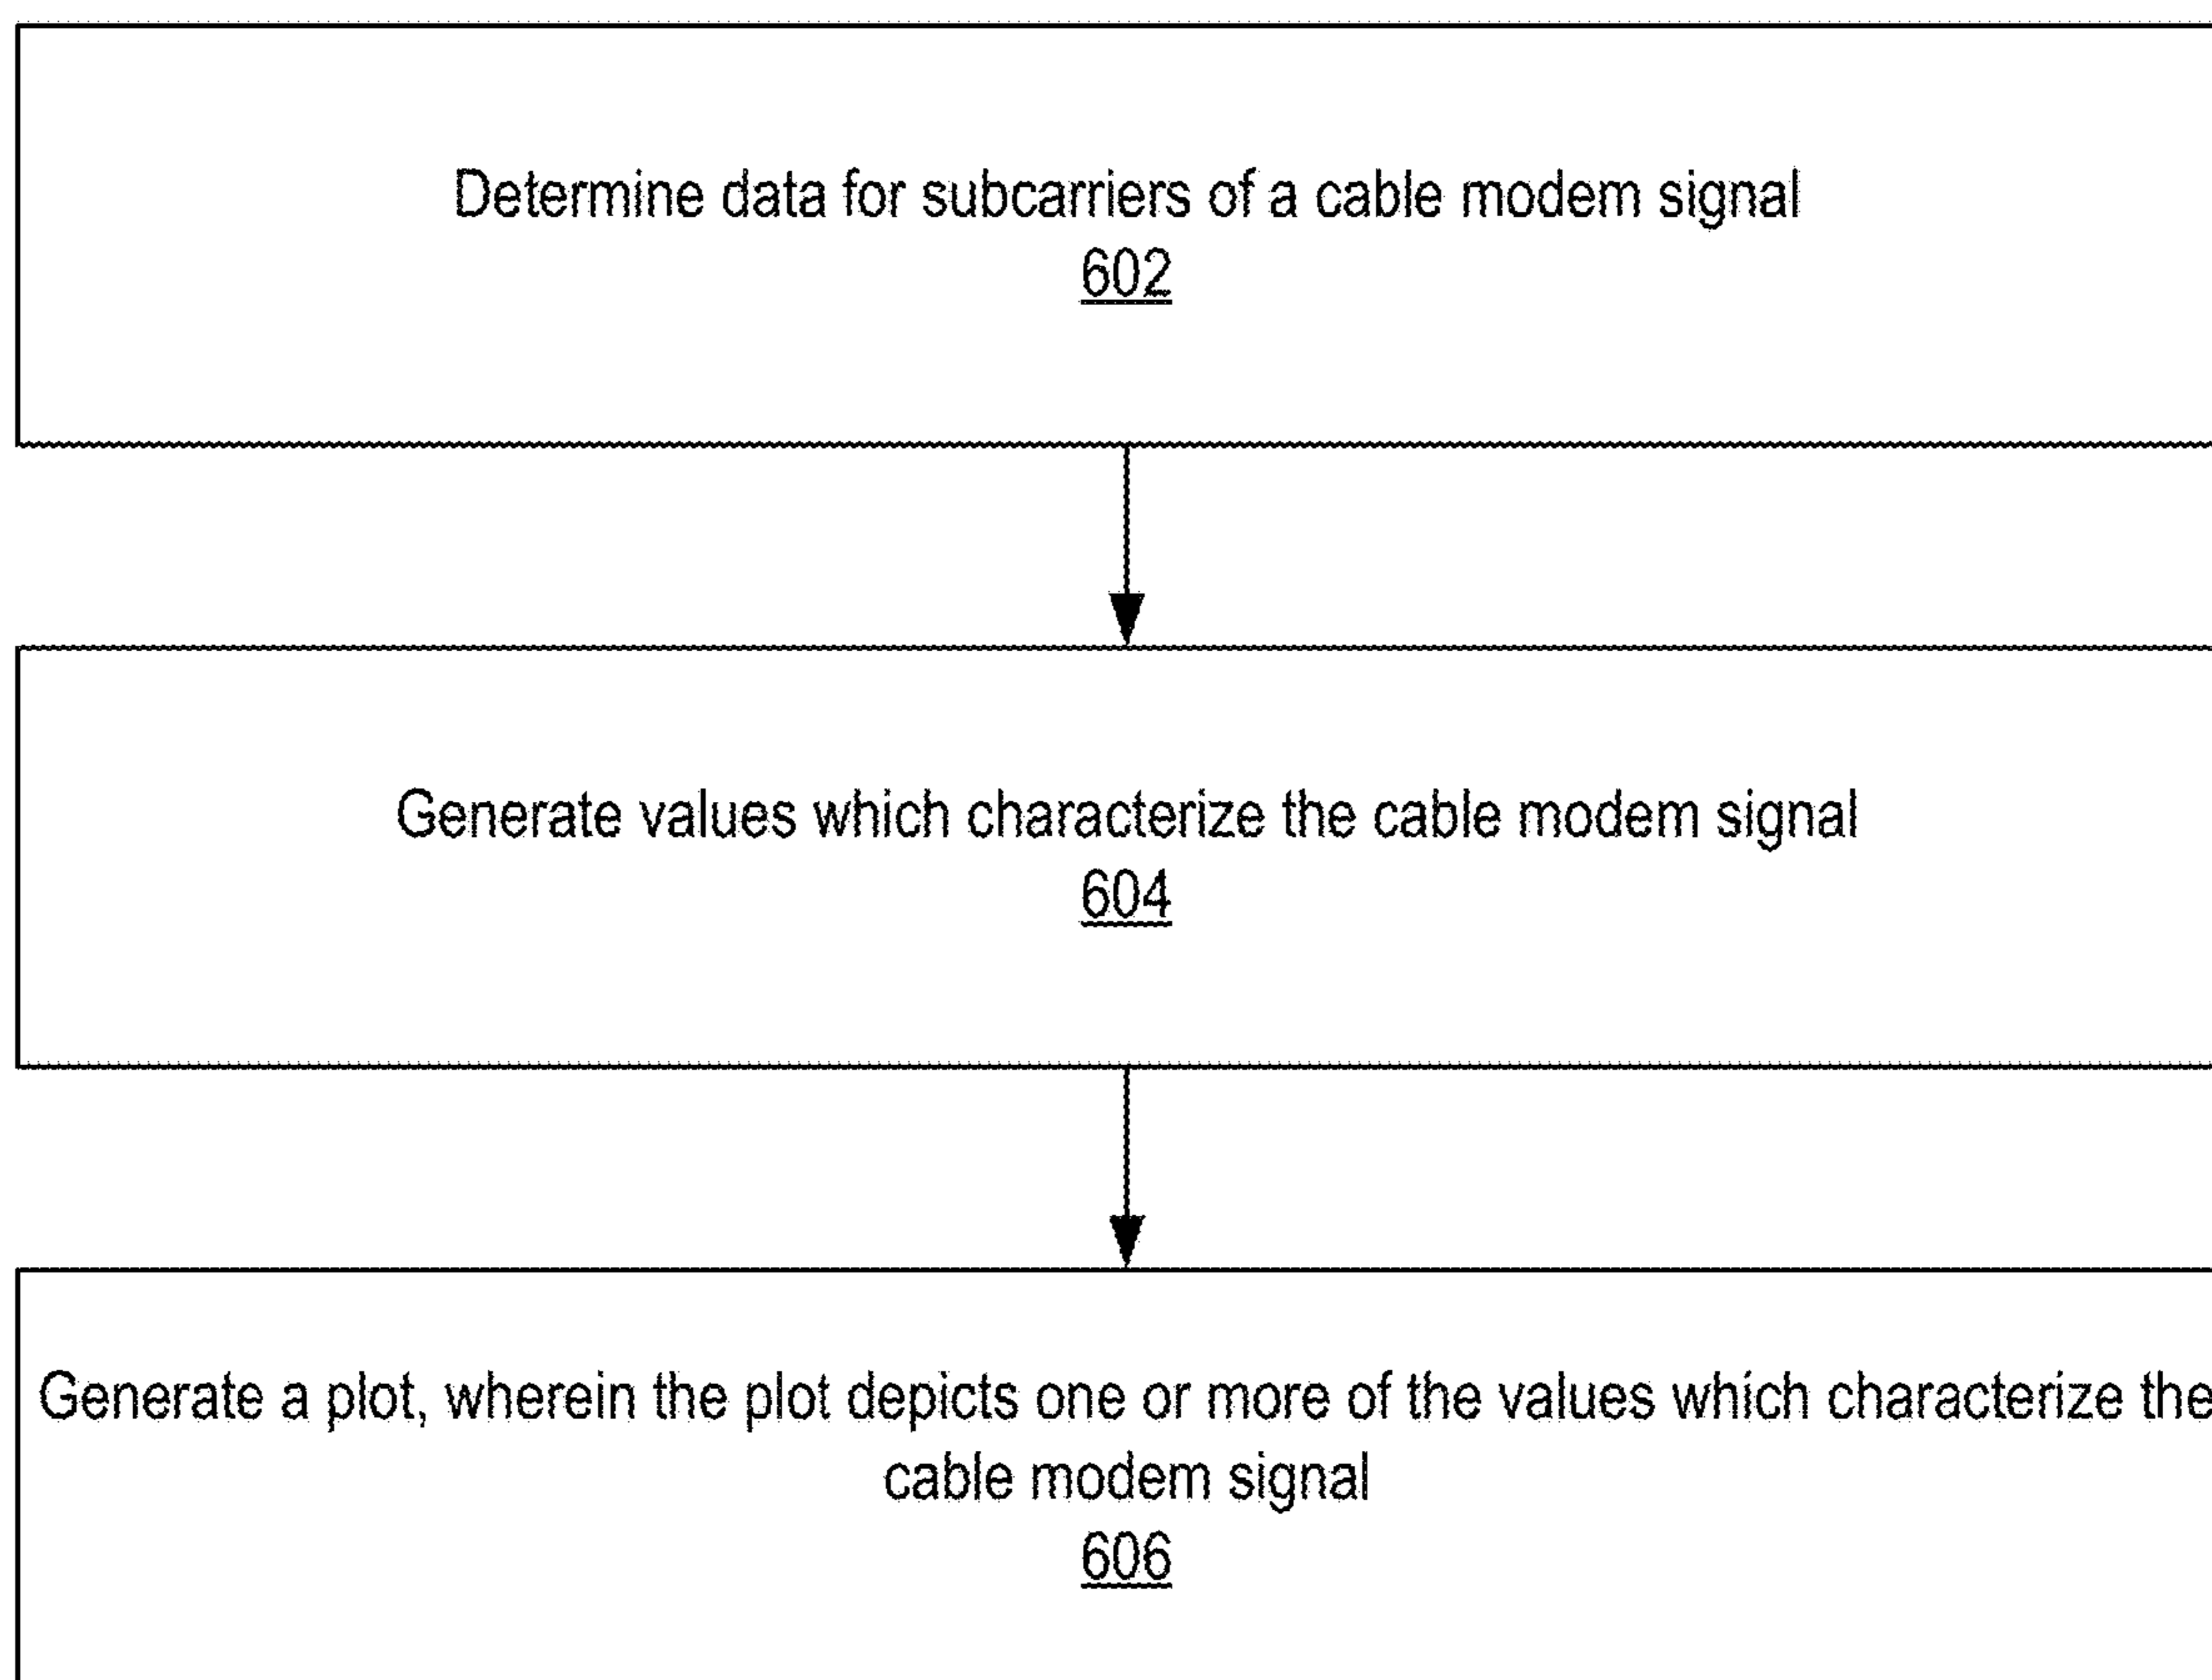 Determine data for subcarriers of a cable modem signal
602
Generate values which characterize the cable modem signal
604
Generate a plot, wherein the plot depicts one or more of the values which characterize the
cable modem signal
606